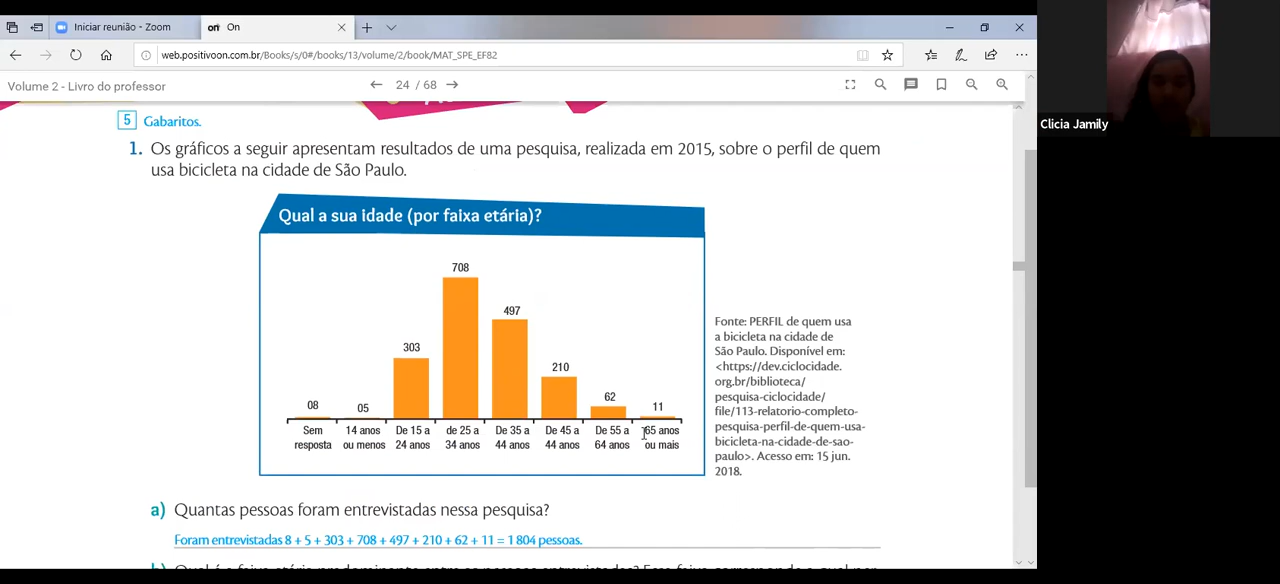 Iniciar reunião - Zoom
on On
web.positivoon.com.br/Books/s/0#/books/13/volume/2/book/MAT_SPE_EF82
Volume 2 - Livro do professor
24 / 68
Clicia Jamily
5 Gabaritos.
1. Os gráficos a seguir apresentam resultados de uma pesquisa, realizada em 2015, sobre o perfil de quem
usa bicicleta na cidade de São Paulo.
Qual a sua idade (por faixa etária)?
708
497
303
210
62
08
05
11
Sem resposta
14 anos ou menos
De 15 a 24 anos
de 25 a 34 anos
De 35 a 44 anos
De 45 a 44 anos
De 55 a 64 anos
65 anos ou mais
Fonte: PERFIL de quem usa
a bicicleta na cidade de
São Paulo. Disponível em:
<https://dev.ciclocidade.
org.br/biblioteca/
pesquisa-ciclocidade/
file/113-relatorio-completo-
pesquisa-perfil-de-quem-usa-
bicicleta-na-cidade-de-sao-
paulo>. Acesso em: 15 jun.
2018.
a) Quantas pessoas foram entrevistadas nessa pesquisa?
Foram entrevistadas 8 + 5 + 303 + 708 + 497 + 210 + 62 + 11 = 1 804 pessoas.